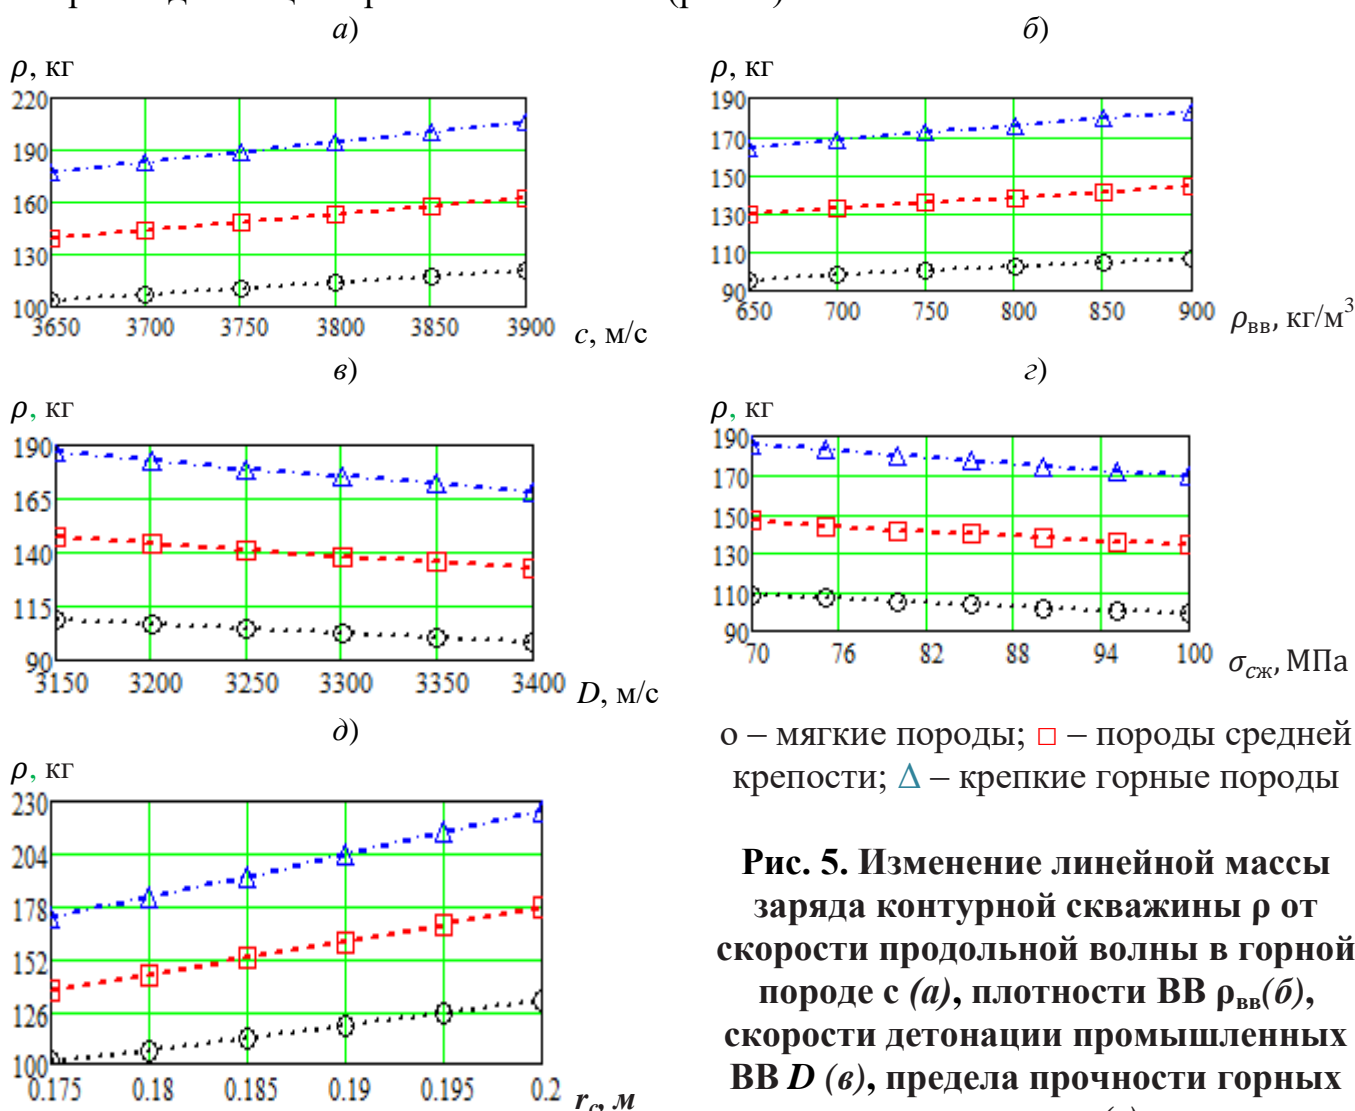 а)
ρ, кг
220
190
160
130
100
3650 3700 3750 3800 3850 3900 c, м/с
б)
ρ, кг
190
170
150
130
110
90
650 700 750 800 850 900 ρвв, кг/м³
в)
ρ, кг
190
165
140
115
90
3150 3200 3250 3300 3350 3400 D, м/с
г)
ρ, кг
190
170
150
130
110
90
70 76 82 88 94 100 σсж, МПа
д)
ρ, кг
230
204
178
152
126
100
0.175 0.18 0.185 0.19 0.195 0.2 rс, м
o – мягкие породы; □ – породы средней
крепости; Δ – крепкие горные породы
Рис. 5. Изменение линейной массы
заряда контурной скважины ρ от
скорости продольной волны в горной
породе с (а), плотности ВВ ρвв(б),
скорости детонации промышленных
ВВ D (в), предела прочности горных